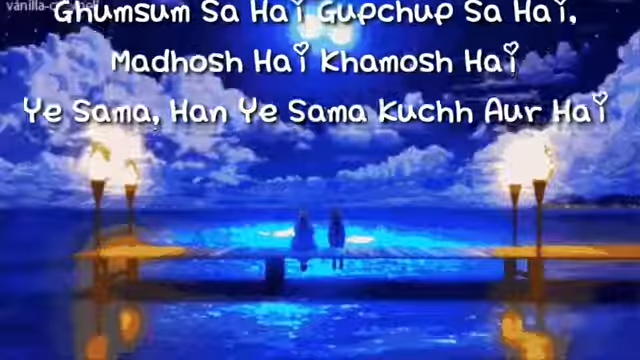 Ghumsum Sa Hai Gupchup Sa Hai,
Madhosh Hai Khamosh Hai
Ye Sama, Han Ye Sama Kuchh Aur Hai